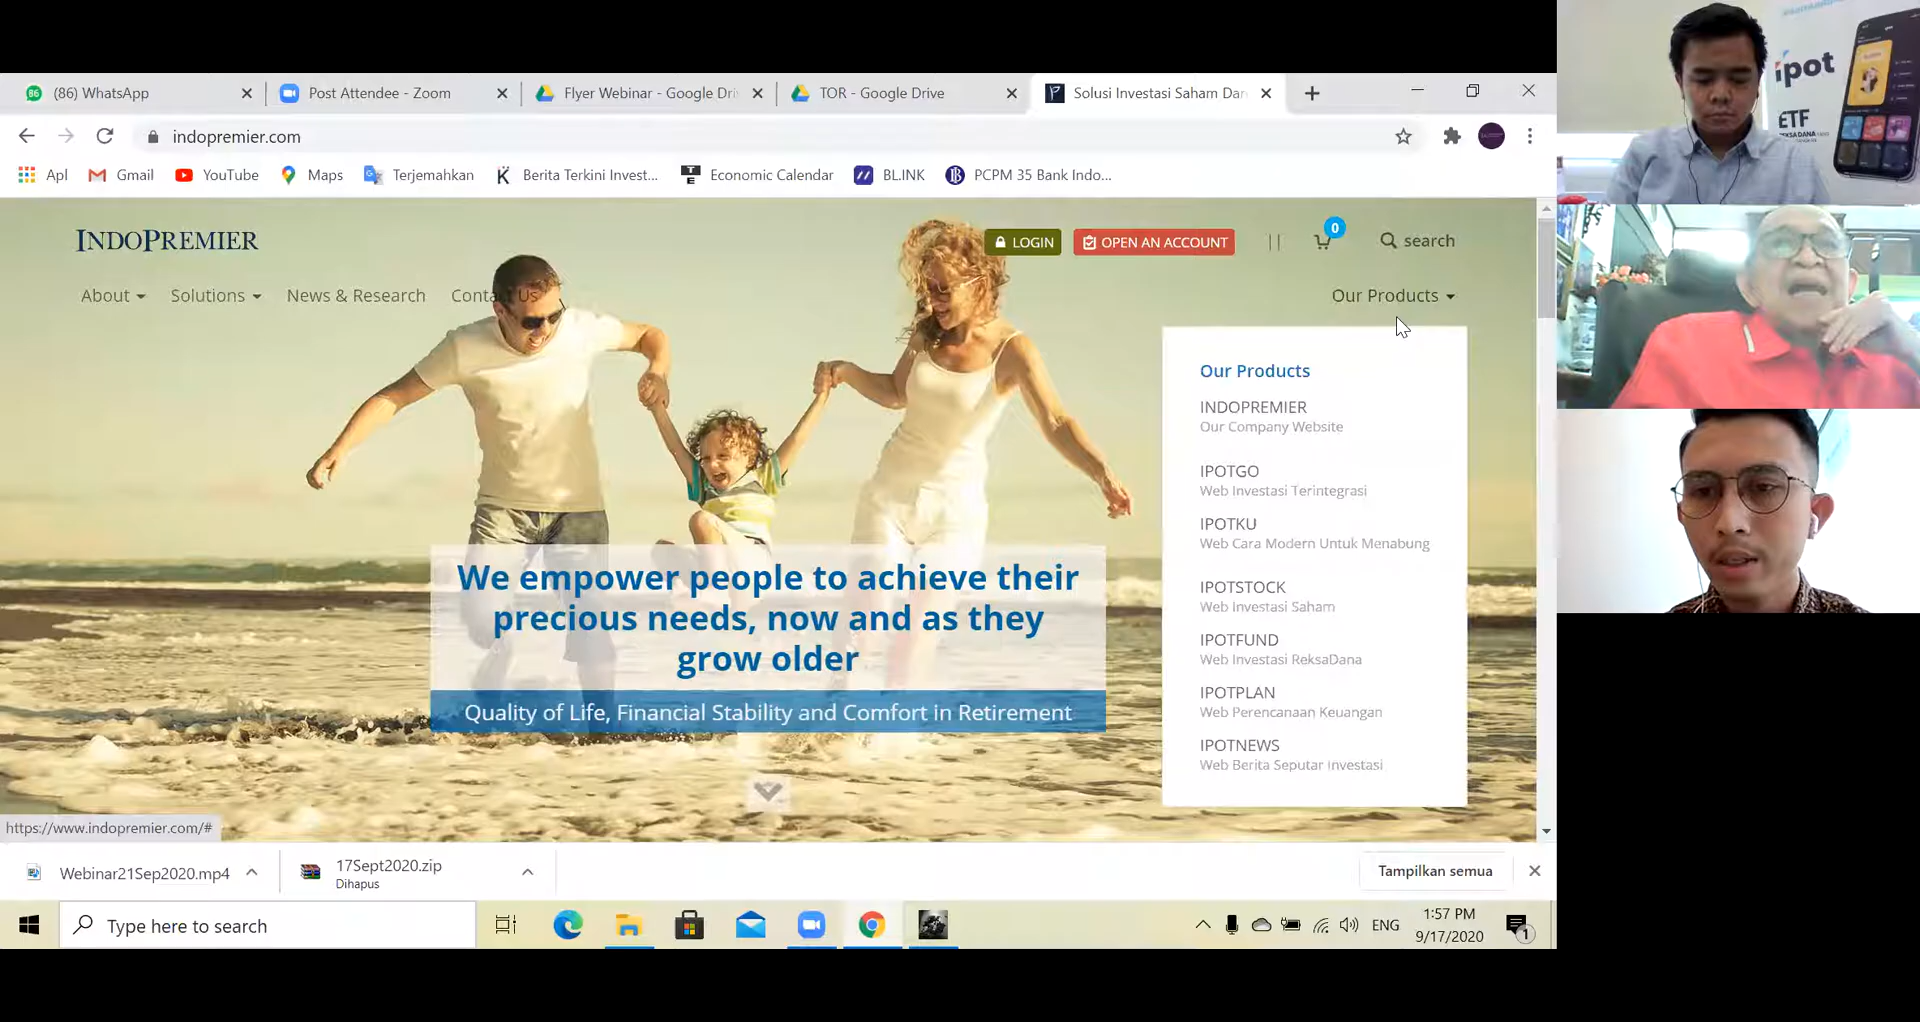 (86) WhatsApp
Post Attendee - Zoom
Flyer Webinar - Google Dri
TOR - Google Drive
Solusi Investasi Saham Dan
indopremier.com
Apl
Gmail
YouTube
Maps
Terjemahkan
Berita Terkini Invest...
Economic Calendar
BL.INK
PCPM 35 Bank Indo...
INDOPREMIER
LOGIN
OPEN AN ACCOUNT
0
search
About
Solutions
News & Research
Contact Us
Our Products
Our Products
INDOPREMIER
Our Company Website
IPOTGO
Web Investasi Terintegrasi
IPOTKU
Web Cara Modern Untuk Menabung
IPOTSTOCK
Web Investasi Saham
IPOTFUND
Web Investasi ReksaDana
IPOTPLAN
Web Perencanaan Keuangan
IPOTNEWS
Web Berita Seputar Investasi
We empower people to achieve their
precious needs, now and as they
grow older
Quality of Life, Financial Stability and Comfort in Retirement
https://www.indopremier.com/#
Webinar21Sep2020.mp4
17Sept2020.zip
Dihapus
Tampilkan semua
Type here to search
ENG
1:57 PM
9/17/2020
1
ipot
ETF